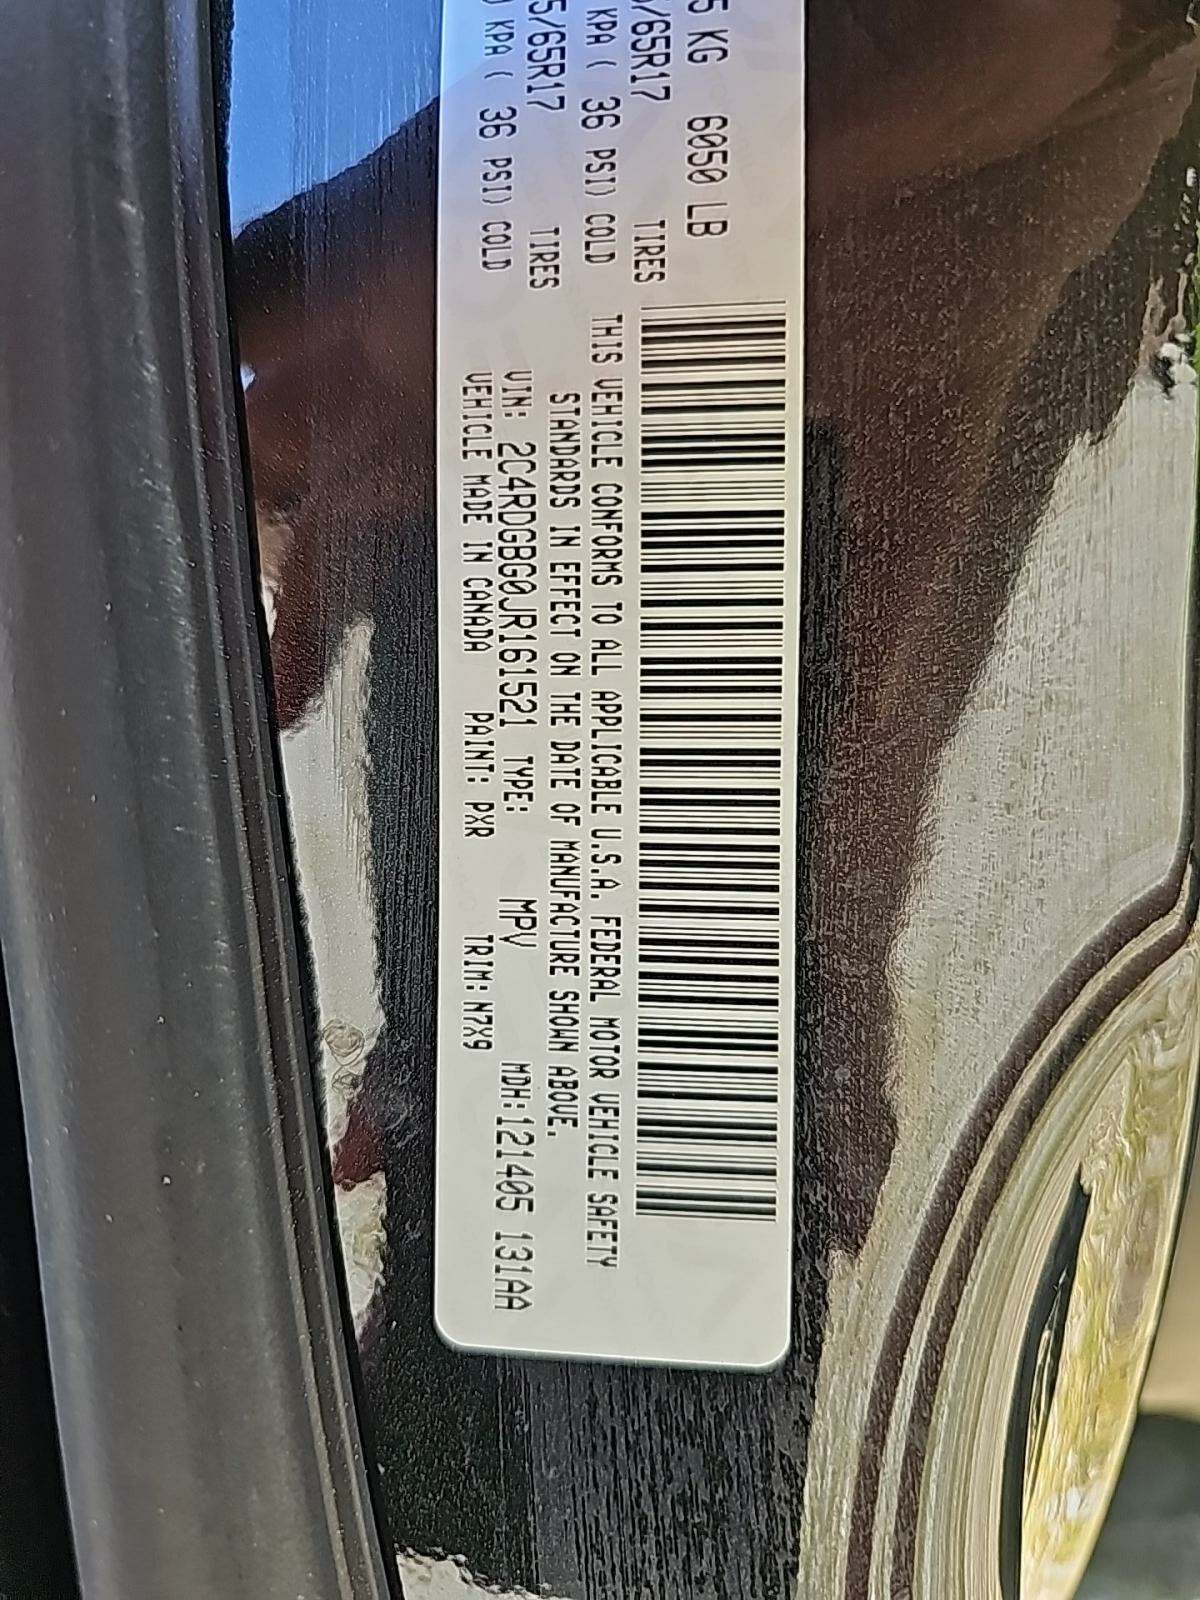 5 KG 6050 LB
/65R17 TIRES
KPA ( 36 PSI) COLD
5/65R17 TIRES
KPA ( 36 PSI) COLD
THIS VEHICLE CONFORMS TO ALL APPLICABLE U.S.A. FEDERAL MOTOR VEHICLE SAFETY
STANDARDS IN EFFECT ON THE DATE OF MANUFACTURE SHOWN ABOVE.
VIN: 2C4RDGBG0JR161521 TYPE: MPV MDH:121405 131AA
VEHICLE MADE IN CANADA PAINT: PXR TRIM: N7X9